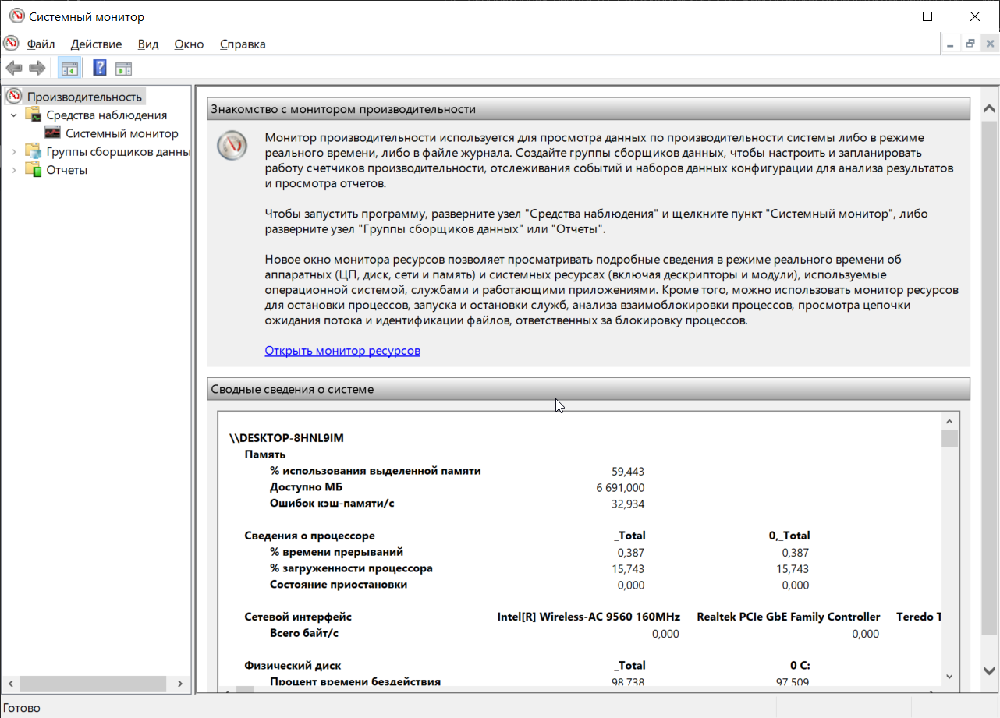 Системный монитор
Файл Действие Вид Окно Справка
Производительность
Средства наблюдения
Системный монитор
Группы сборщиков данны
Отчеты
Знакомство с монитором производительности
Монитор производительности используется для просмотра данных по производительности системы либо в режиме
реального времени, либо в файле журнала. Создайте группы сборщиков данных, чтобы настроить и запланировать
работу счетчиков производительности, отслеживания событий и наборов данных конфигурации для анализа результатов
и просмотра отчетов.
Чтобы запустить программу, разверните узел "Средства наблюдения" и щелкните пункт "Системный монитор", либо
разверните узел "Группы сборщиков данных" или "Отчеты".
Новое окно монитора ресурсов позволяет просматривать подробные сведения в режиме реального времени об
аппаратных (ЦП, диск, сети и память) и системных ресурсах (включая дескрипторы и модули), используемые
операционной системой, службами и работающими приложениями. Кроме того, можно использовать монитор ресурсов
для остановки процессов, запуска и остановки служб, анализа взаимоблокировки процессов, просмотра цепочки
ожидания потока и идентификации файлов, ответственных за блокировку процессов.
Открыть монитор ресурсов
Сводные сведения о системе
\\DESKTOP-8HNL9IM
Память
% использования выделенной памяти 59,443
Доступно МБ 6 691,000
Ошибок кэш-памяти/с 32,934
Сведения о процессоре _Total 0,_Total
% времени прерываний 0,387 0,387
% загруженности процессора 15,743 15,743
Состояние приостановки 0,000 0,000
Сетевой интерфейс Intel[R] Wireless-AC 9560 160MHz Realtek PCIe GbE Family Controller Teredo T
Всего байт/с 0,000 0,000
Физический диск _Total 0 C:
Процент времени бездействия 98,738 97,509
Готово